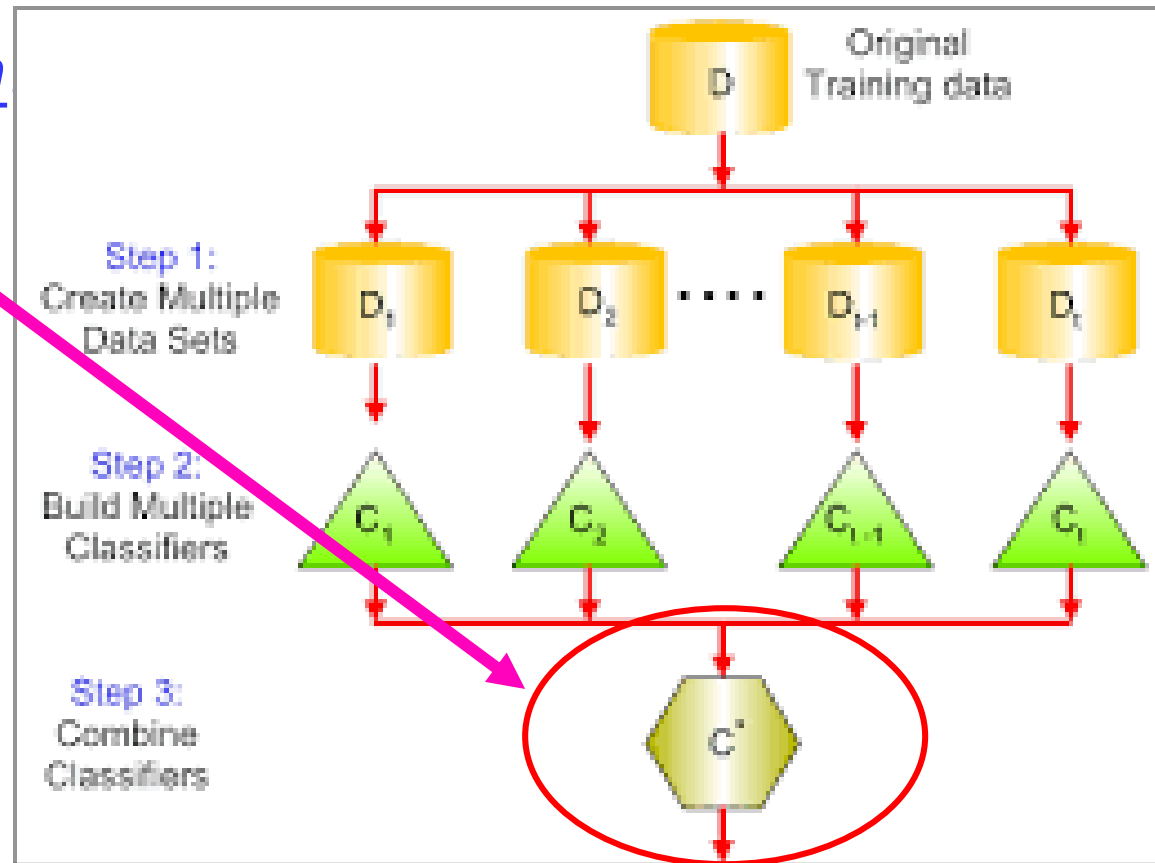 D
Original
Training data
Step 1:
Create Multiple
Data Sets
D₁
D₂
....
Dₜ₋₁
Dₜ
Step 2:
Build Multiple
Classifiers
C₁
C₂
Cₜ₋₁
Cₜ
Step 3:
Combine
Classifiers
C*